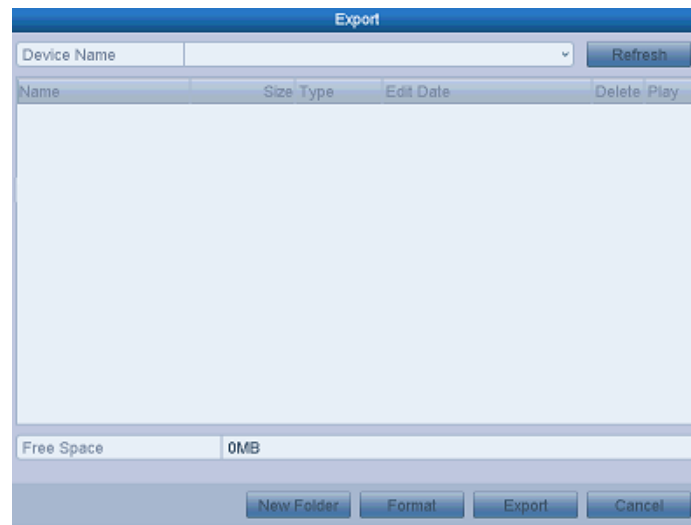 Export
Device Name Refresh
Name Size Type Edit Date Delete Play
Free Space 0MB
New Folder Format Export Cancel